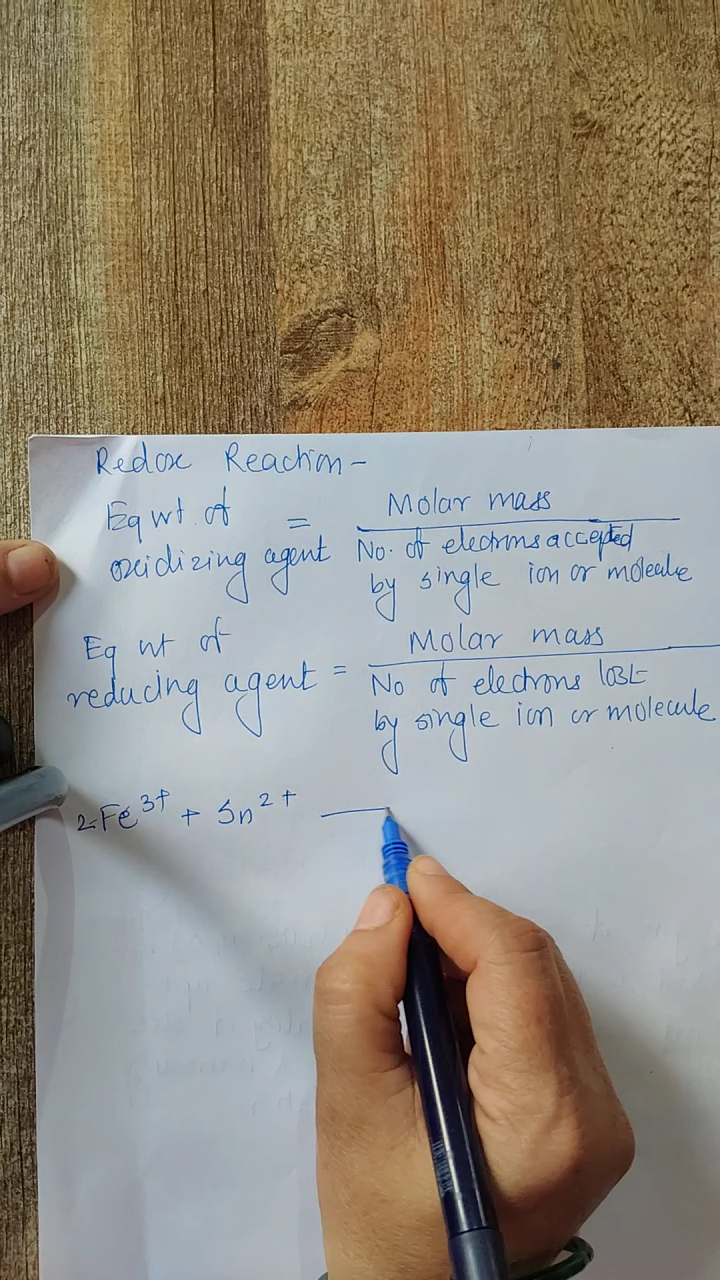 Redox Reaction -
Eq wt. of = Molar mass
oxidizing agent No. of electrons accepted
by single ion or molecule
Eq wt of Molar mass
reducing agent = No of electrons lost
by single ion or molecule
2Fe³⁺ + Sn²⁺